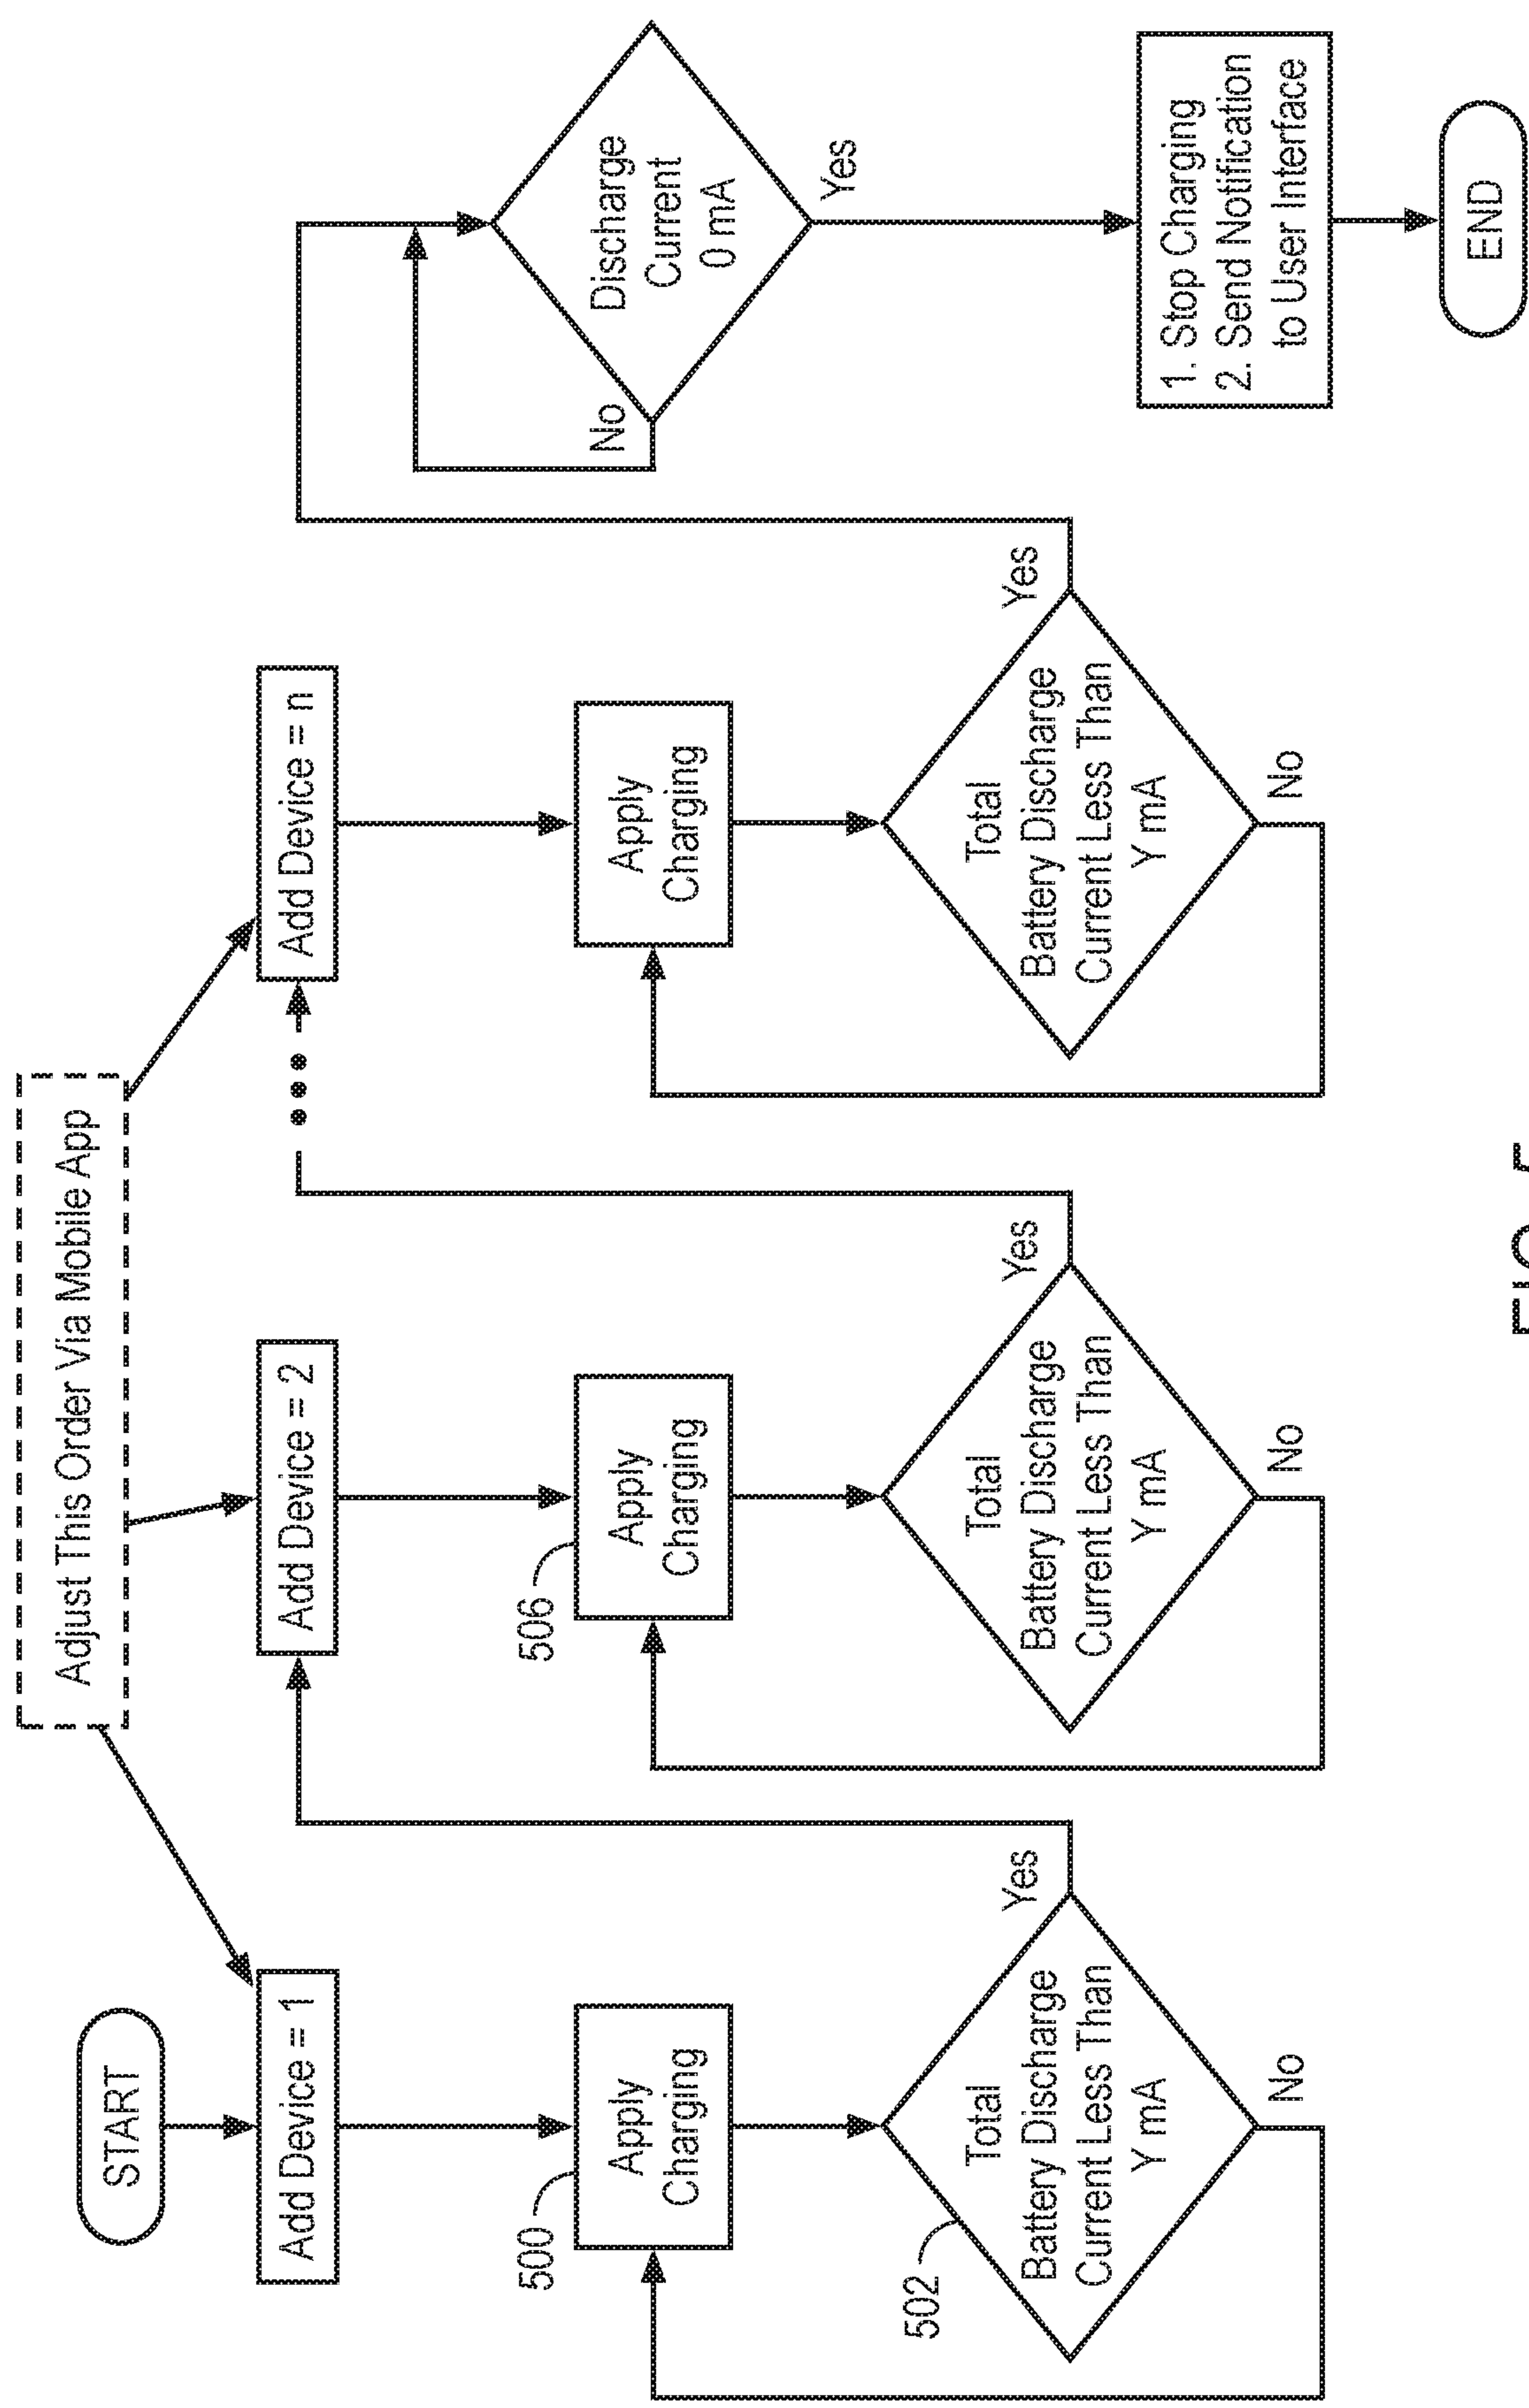 Adjust This Order Via Mobile App
START
Add Device = 1
500
Apply
Charging
502
Total
Battery Discharge
Current Less Than
Y mA
Yes
No
Add Device = 2
506
Apply
Charging
Total
Battery Discharge
Current Less Than
Y mA
Yes
No
Add Device = n
Apply
Charging
Total
Battery Discharge
Current Less Than
Y mA
Yes
No
Discharge
Current
0 mA
No
Yes
1. Stop Charging
2. Send Notification
to User Interface
END